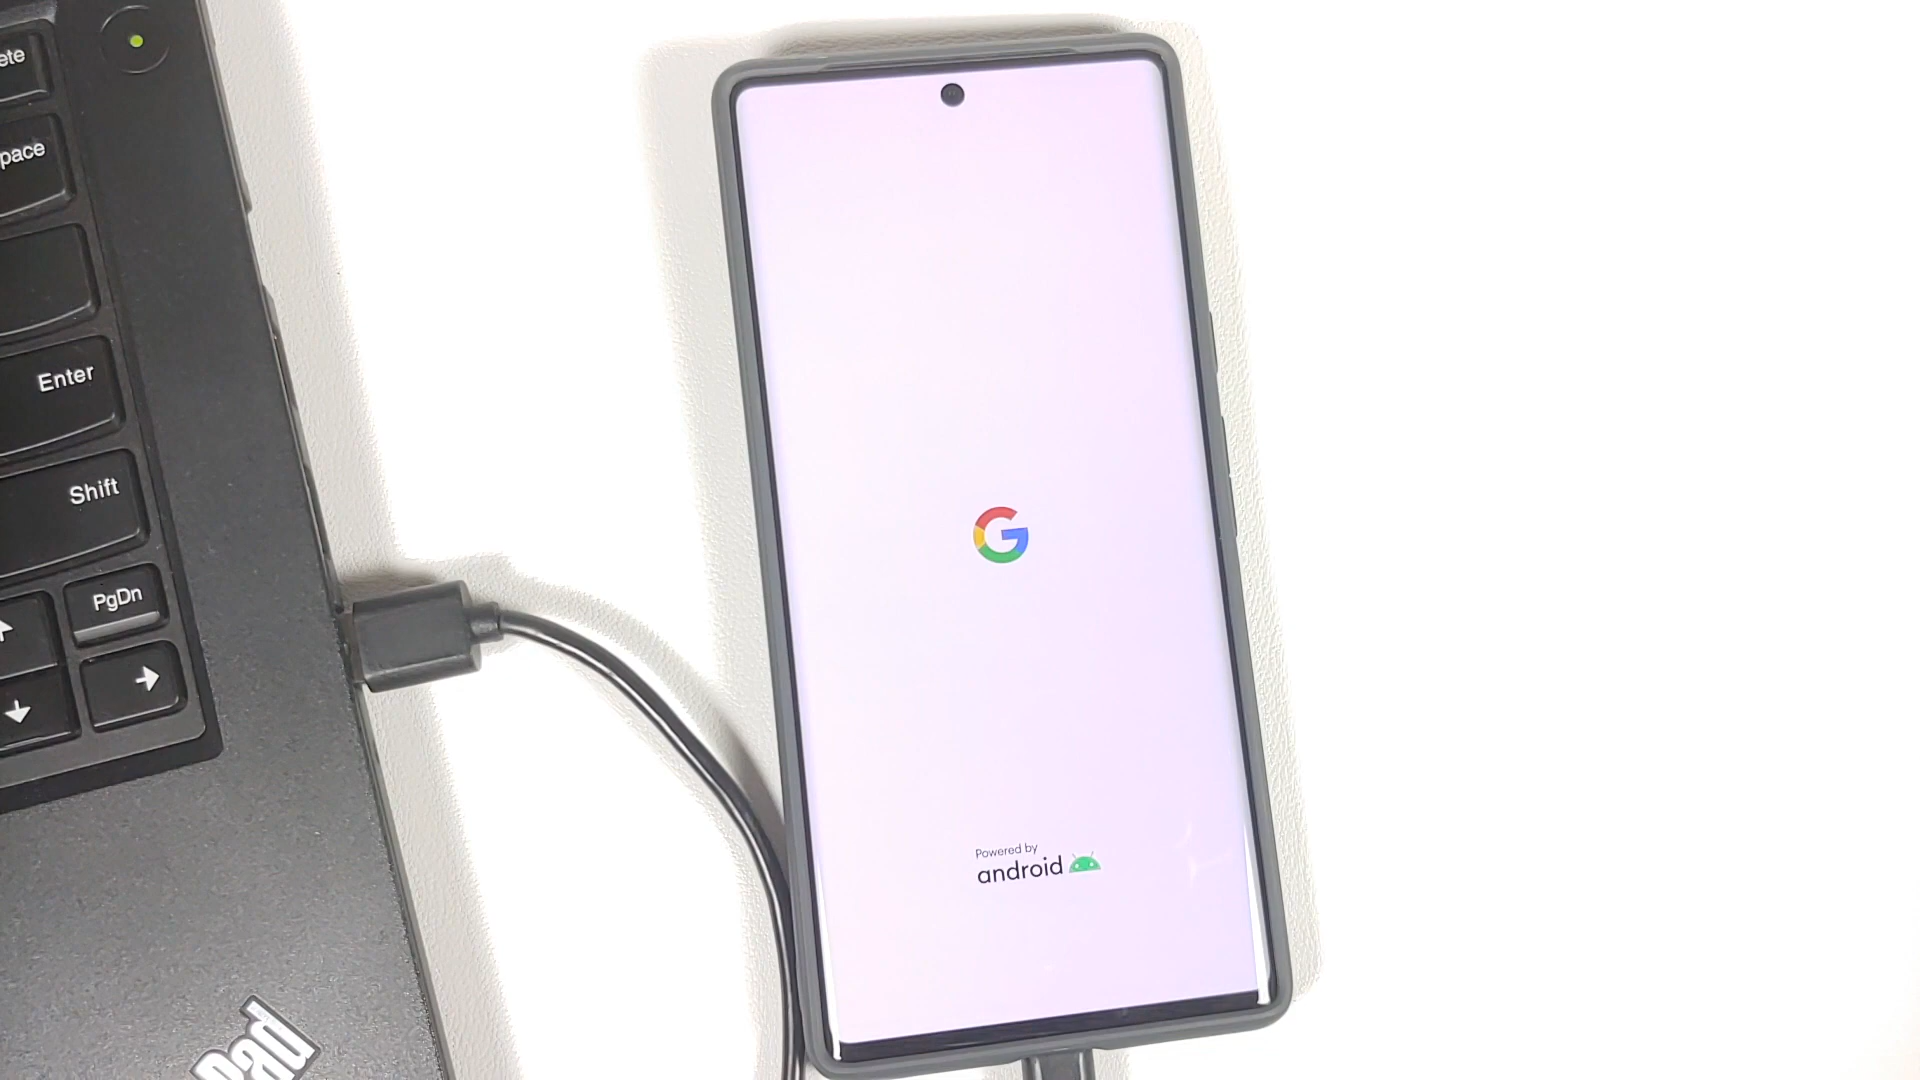 ete
pace
Enter
Shift
PgDn
Pad
G
Powered by
android